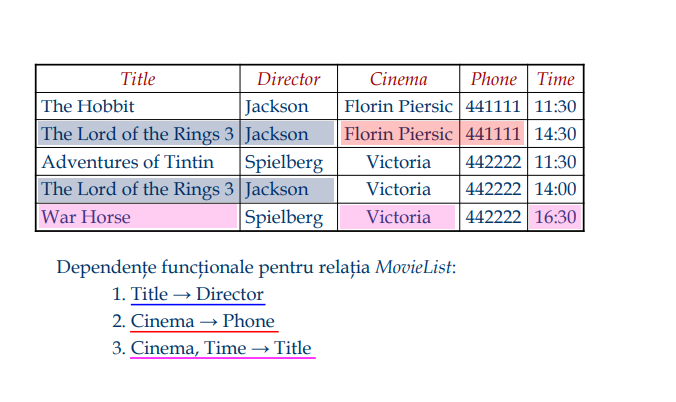 Title Director Cinema Phone Time
The Hobbit Jackson Florin Piersic 441111 11:30
The Lord of the Rings 3 Jackson Florin Piersic 441111 14:30
Adventures of Tintin Spielberg Victoria 442222 11:30
The Lord of the Rings 3 Jackson Victoria 442222 14:00
War Horse Spielberg Victoria 442222 16:30
Dependențe funcționale pentru relația MovieList:
1. Title → Director
2. Cinema → Phone
3. Cinema, Time → Title